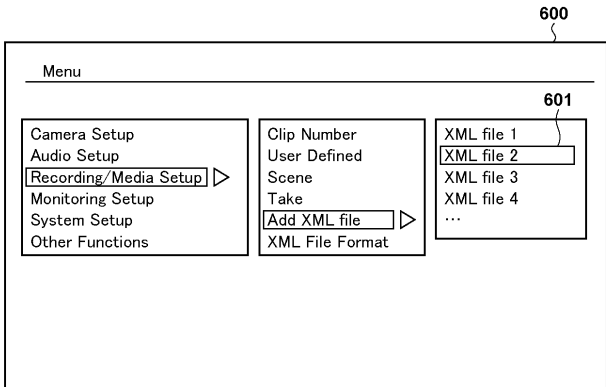 600
Menu
601
Camera Setup
Audio Setup
Recording/Media Setup
Monitoring Setup
System Setup
Other Functions
Clip Number
User Defined
Scene
Take
Add XML file
XML File Format
XML file 1
XML file 2
XML file 3
XML file 4
...